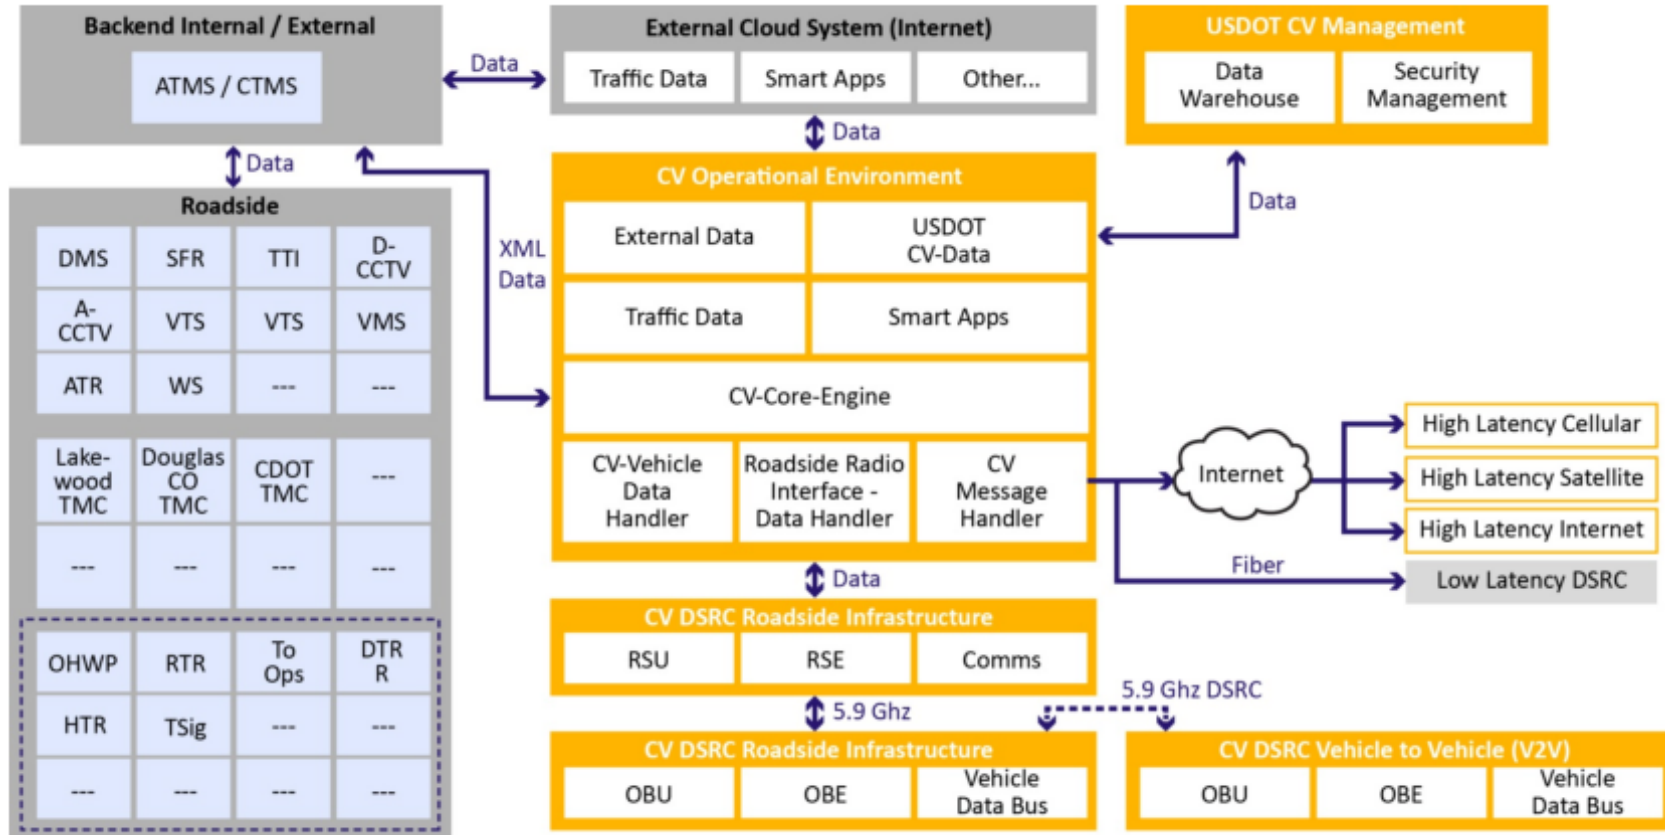 Backend Internal / External
ATMS / CTMS
Data
External Cloud System (Internet)
Traffic Data
Smart Apps
Other...
USDOT CV Management
Data
Warehouse
Security
Management
Data
Data
Data
XML
Data
Roadside
DMS
SFR
TTI
D-
CCTV
A-
CCTV
VTS
VTS
VMS
ATR
WS
---
---
Lake-
wood
TMC
Douglas
CO
TMC
CDOT
TMC
---
---
---
---
---
OHWP
RTR
To
Ops
DTR
R
HTR
TSig
---
---
---
---
---
---
CV Operational Environment
External Data
USDOT
CV-Data
Traffic Data
Smart Apps
CV-Core-Engine
CV-Vehicle
Data
Handler
Roadside Radio
Interface -
Data Handler
CV
Message
Handler
Internet
High Latency Cellular
High Latency Satellite
High Latency Internet
Fiber
Low Latency DSRC
Data
CV DSRC Roadside Infrastructure
RSU
RSE
Comms
5.9 Ghz
5.9 Ghz DSRC
CV DSRC Roadside Infrastructure
OBU
OBE
Vehicle
Data Bus
CV DSRC Vehicle to Vehicle (V2V)
OBU
OBE
Vehicle
Data Bus